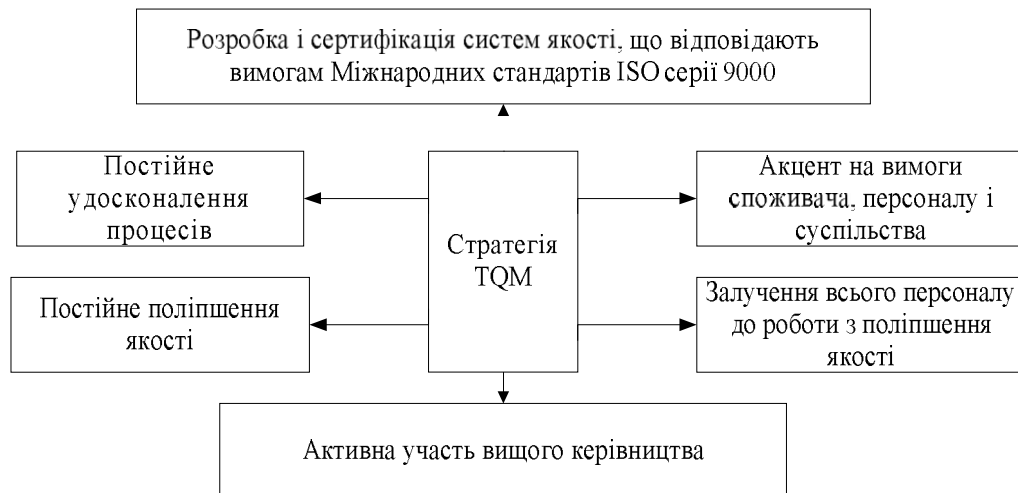 Розробка і сертифікація систем якості, що відповідають
вимогам Міжнародних стандартів ISO серії 9000
Постійне
удосконалення
процесів
Акцент на вимоги
споживача, персоналу і
суспільства
Стратегія
TQM
Постійне поліпшення
якості
Залучення всього персоналу
до роботи з поліпшення
якості
Активна участь вищого керівництва